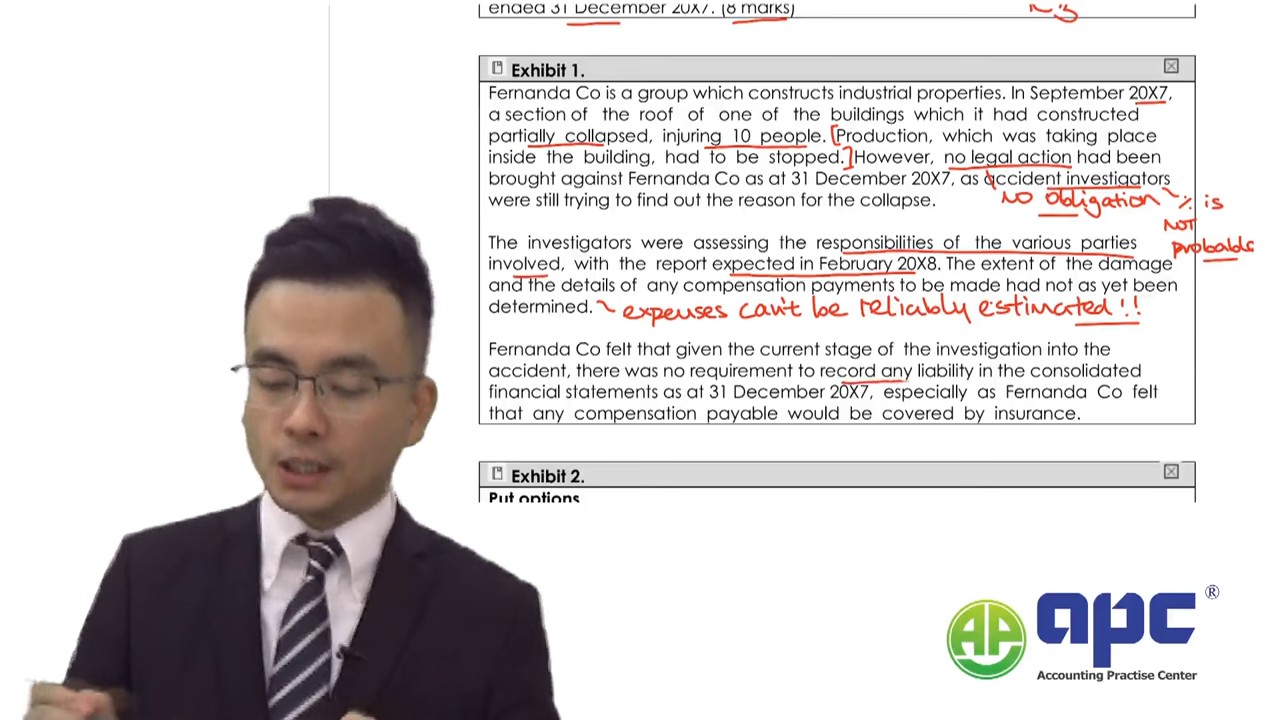 ended 31 December 20X7. (8 marks)
Exhibit 1.
Fernanda Co is a group which constructs industrial properties. In September 20X7,
a section of the roof of one of the buildings which it had constructed
partially collapsed, injuring 10 people. [Production, which was taking place
inside the building, had to be stopped.] However, no legal action had been
brought against Fernanda Co as at 31 December 20X7, as accident investigators
were still trying to find out the reason for the collapse.
NO obligation
∴ is
NOT
probable
The investigators were assessing the responsibilities of the various parties
involved, with the report expected in February 20X8. The extent of the damage
and the details of any compensation payments to be made had not as yet been
determined.
expenses can't be reliably estimated!!
Fernanda Co felt that given the current stage of the investigation into the
accident, there was no requirement to record any liability in the consolidated
financial statements as at 31 December 20X7, especially as Fernanda Co felt
that any compensation payable would be covered by insurance.
Exhibit 2.
Put options
AP
apc®
Accounting Practise Center